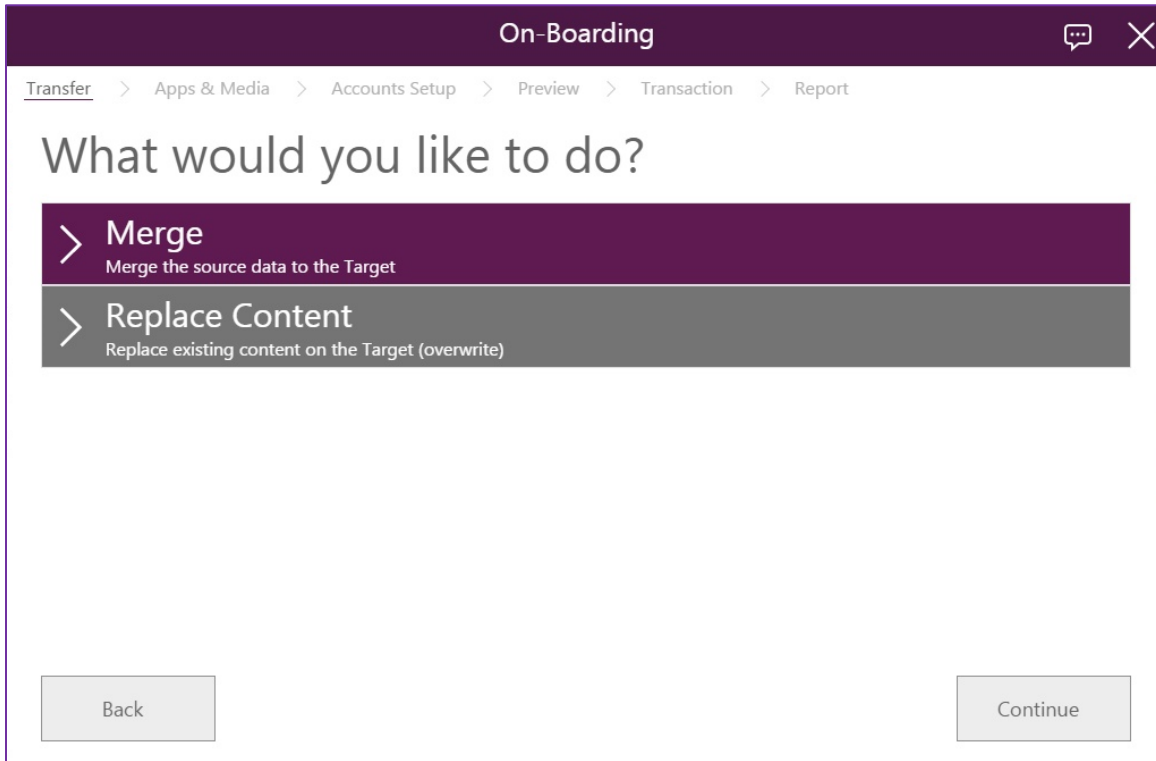 On-Boarding
Transfer > Apps & Media > Accounts Setup > Preview > Transaction > Report
What would you like to do?
Merge
Merge the source data to the Target
Replace Content
Replace existing content on the Target (overwrite)
Back Continue